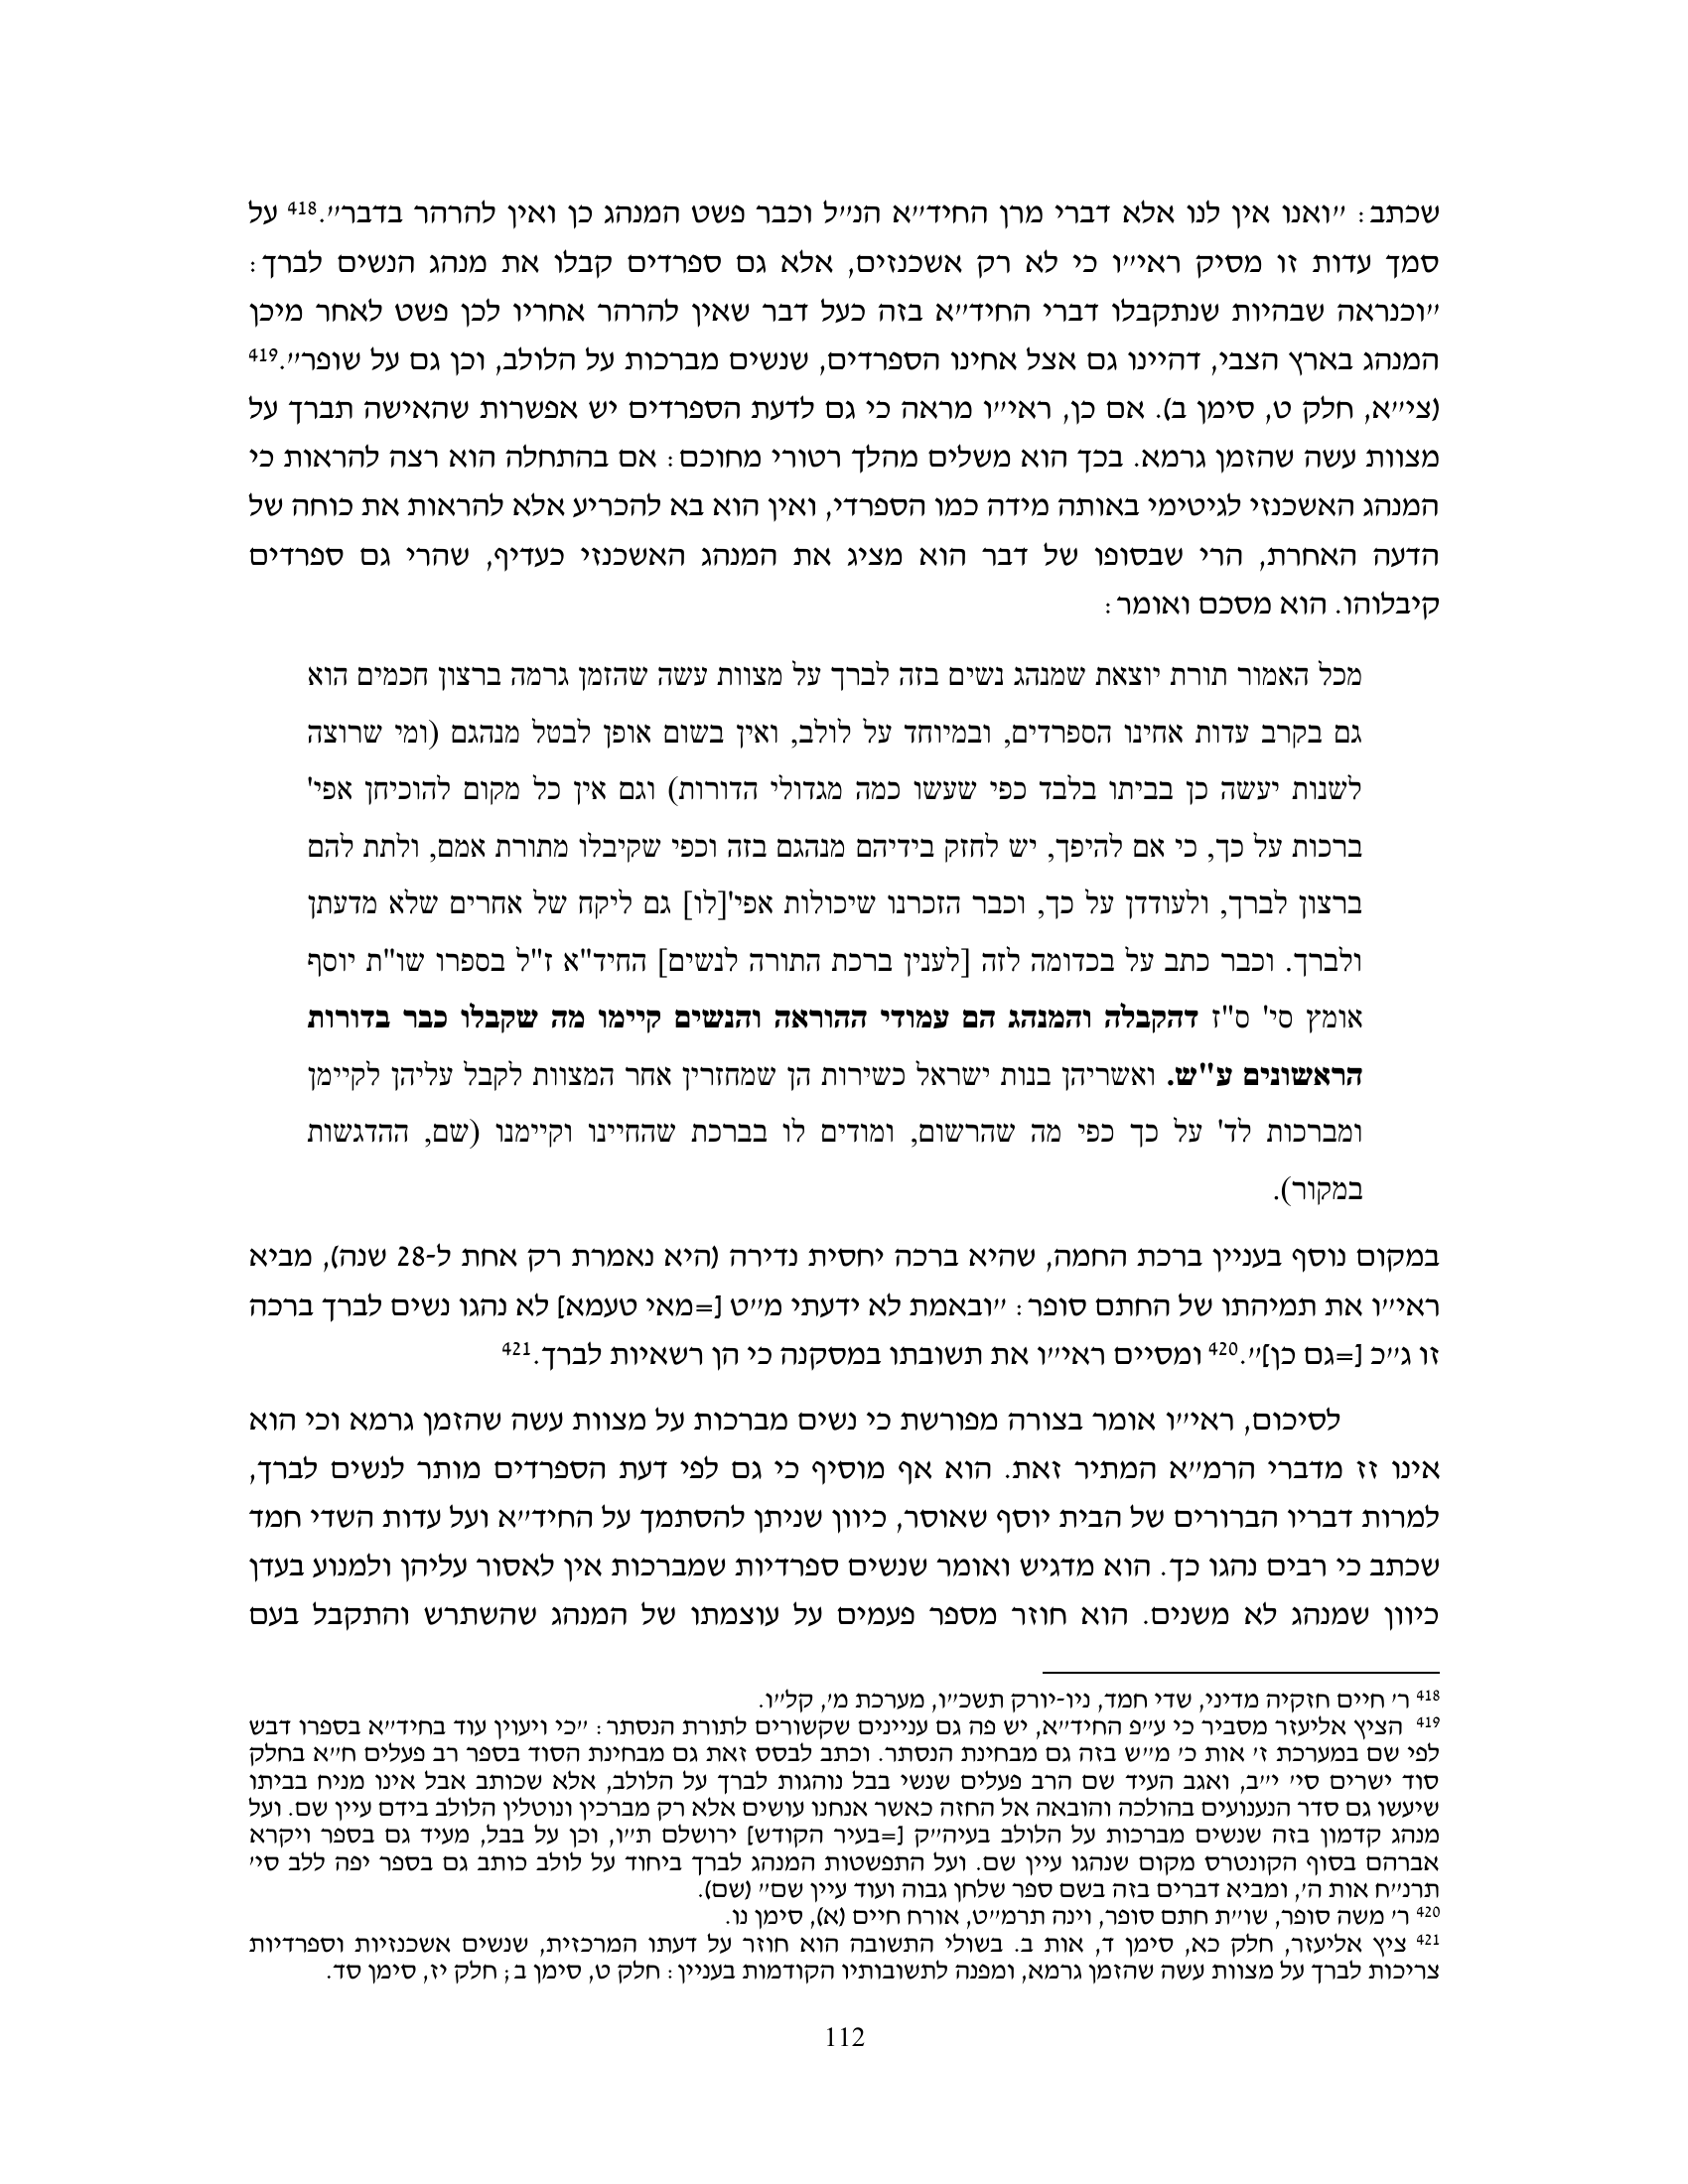 שכתב: "ואנו אין לנו אלא דברי מרן החיד"א הנ"ל וכבר פשט המנהג כן ואין להרהר בדבר".418 על
סמך עדות זו מסיק ראי"ו כי לא רק אשכנזים, אלא גם ספרדים קבלו את מנהג הנשים לברך:
"וכנראה שבהיות שנתקבלו דברי החיד"א בזה כעל דבר שאין להרהר אחריו לכן פשט לאחר מיכן
המנהג בארץ הצבי, דהיינו גם אצל אחינו הספרדים, שנשים מברכות על הלולב, וכן גם על שופר".419
(צי"א, חלק ט, סימן ב). אם כן, ראי"ו מראה כי גם לדעת הספרדים יש אפשרות שהאישה תברך על
מצוות עשה שהזמן גרמא. בכך הוא משלים מהלך רטורי מחוכם: אם בהתחלה הוא רצה להראות כי
המנהג האשכנזי לגיטימי באותה מידה כמו הספרדי, ואין הוא בא להכריע אלא להראות את כוחה של
הדעה האחרת, הרי שבסופו של דבר הוא מציג את המנהג האשכנזי כעדיף, שהרי גם ספרדים
קיבלוהו. הוא מסכם ואומר:
מכל האמור תורת יוצאת שמנהג נשים בזה לברך על מצוות עשה שהזמן גרמה ברצון חכמים הוא
גם בקרב עדות אחינו הספרדים, ובמיוחד על לולב, ואין בשום אופן לבטל מנהגם (ומי שרוצה
לשנות יעשה כן בביתו בלבד כפי שעשו כמה מגדולי הדורות) וגם אין כל מקום להוכיחן אפי'
ברכות על כך, כי אם להיפך, יש לחזק בידיהם מנהגם בזה וכפי שקיבלו מתורת אמם, ולתת להם
ברצון לברך, ולעודדן על כך, וכבר הזכרנו שיכולות אפי'[לו] גם ליקח של אחרים שלא מדעתן
ולברך. וכבר כתב על בכדומה לזה [לענין ברכת התורה לנשים] החיד"א ז"ל בספרו שו"ת יוסף
אומץ סי' ס"ז דהקבלה והמנהג הם עמודי ההוראה והנשים קיימו מה שקבלו כבר בדורות
הראשונים ע"ש. ואשריהן בנות ישראל כשירות הן שמחזרין אחר המצוות לקבל עליהן לקיימן
ומברכות לד' על כך כפי מה שהרשום, ומודים לו בברכת שהחיינו וקיימנו (שם, ההדגשות
במקור).
במקום נוסף בעניין ברכת החמה, שהיא ברכה יחסית נדירה (היא נאמרת רק אחת ל-28 שנה), מביא
ראי"ו את תמיהתו של החתם סופר: "ובאמת לא ידעתי מ"ט [=מאי טעמא] לא נהגו נשים לברך ברכה
זו ג"כ [=גם כן]".420 ומסיים ראי"ו את תשובתו במסקנה כי הן רשאיות לברך.421
לסיכום, ראי"ו אומר בצורה מפורשת כי נשים מברכות על מצוות עשה שהזמן גרמא וכי הוא
אינו זז מדברי הרמ"א המתיר זאת. הוא אף מוסיף כי גם לפי דעת הספרדים מותר לנשים לברך,
למרות דבריו הברורים של הבית יוסף שאוסר, כיוון שניתן להסתמך על החיד"א ועל עדות השדי חמד
שכתב כי רבים נהגו כך. הוא מדגיש ואומר שנשים ספרדיות שמברכות אין לאסור עליהן ולמנוע בעדן
כיוון שמנהג לא משנים. הוא חוזר מספר פעמים על עוצמתו של המנהג שהשתרש והתקבל בעם
418 ר' חיים חזקיה מדיני, שדי חמד, ניו-יורק תשכ"ו, מערכת מ', קל"ו.
419 הציץ אליעזר מסביר כי ע"פ החיד"א, יש פה גם עניינים שקשורים לתורת הנסתר: "כי ויעוין עוד בחיד"א בספרו דבש
לפי שם במערכת ז' אות כ' מ"ש בזה גם מבחינת הנסתר. וכתב לבסס זאת גם מבחינת הסוד בספר רב פעלים ח"א בחלק
סוד ישרים סי' י"ב, ואגב העיד שם הרב פעלים שנשי בבל נוהגות לברך על הלולב, אלא שכותב אבל אינו מניח בביתו
שיעשו גם סדר הנענועים בהולכה והובאה אל החזה כאשר אנחנו עושים אלא רק מברכין ונוטלין הלולב בידם עיין שם. ועל
מנהג קדמון בזה שנשים מברכות על הלולב בעיה"ק [=בעיר הקודש] ירושלם ת"ו, וכן על בבל, מעיד גם בספר ויקרא
אברהם בסוף הקונטרס מקום שנהגו עיין שם. ועל התפשטות המנהג לברך ביחוד על לולב כותב גם בספר יפה ללב סי'
תרנ"ח אות ה', ומביא דברים בזה בשם ספר שלחן גבוה ועוד עיין שם" (שם).
420 ר' משה סופר, שו"ת חתם סופר, וינה תרמ"ט, אורח חיים (א), סימן נו.
421 ציץ אליעזר, חלק כא, סימן ד, אות ב. בשולי התשובה הוא חוזר על דעתו המרכזית, שנשים אשכנזיות וספרדיות
צריכות לברך על מצוות עשה שהזמן גרמא, ומפנה לתשובותיו הקודמות בעניין: חלק ט, סימן ב; חלק יז, סימן סד.
112